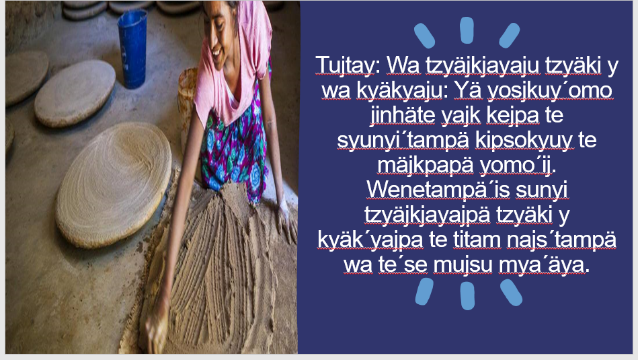 Tujtay: Wa tzyäjkjayaju tzyäki y
wa kyäkyaju: Yä yosjkuy´omo
jinhäte yajk kejpa te
syunyi´tampä kipsokyuy te
mäjkpapä yomo´ij.
Wenetampä´is sunyi
tzyäjkjayajpä tzyäki y
kyäk´yajpa te titam najs´tampä
wa te´se mujsu mya´äya.